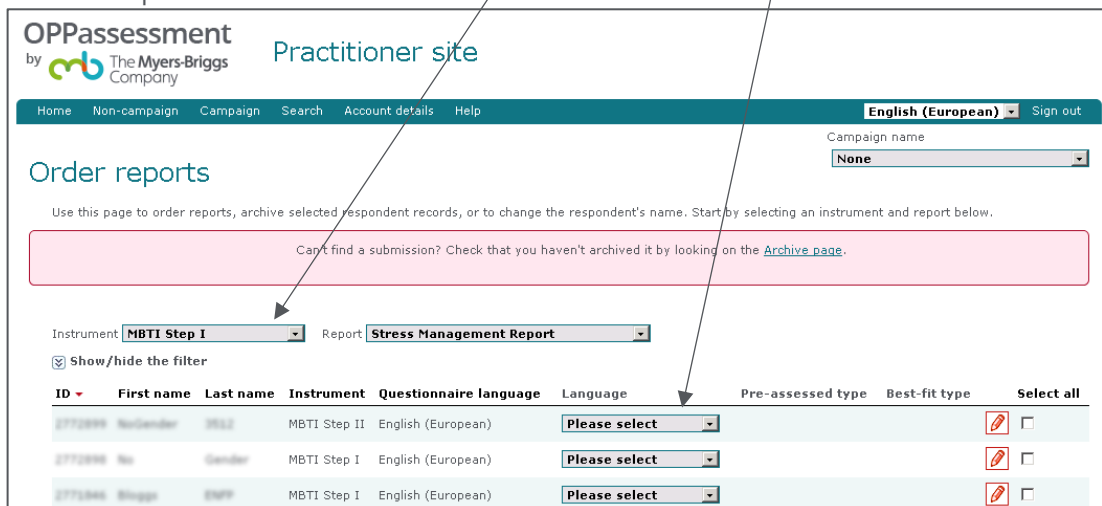 OPPassessment
by The Myers-Briggs Company
Practitioner site
Home Non-campaign Campaign Search Account details Help English (European) Sign out
Campaign name
None
Order reports
Use this page to order reports, archive selected respondent records, or to change the respondent's name. Start by selecting an instrument and report below.
Can't find a submission? Check that you haven't archived it by looking on the Archive page.
Instrument MBTI Step I Report Stress Management Report
Show/hide the filter
ID First name Last name Instrument Questionnaire language Language Pre-assessed type Best-fit type Select all
MBTI Step II English (European) Please select
MBTI Step I English (European) Please select
MBTI Step I English (European) Please select